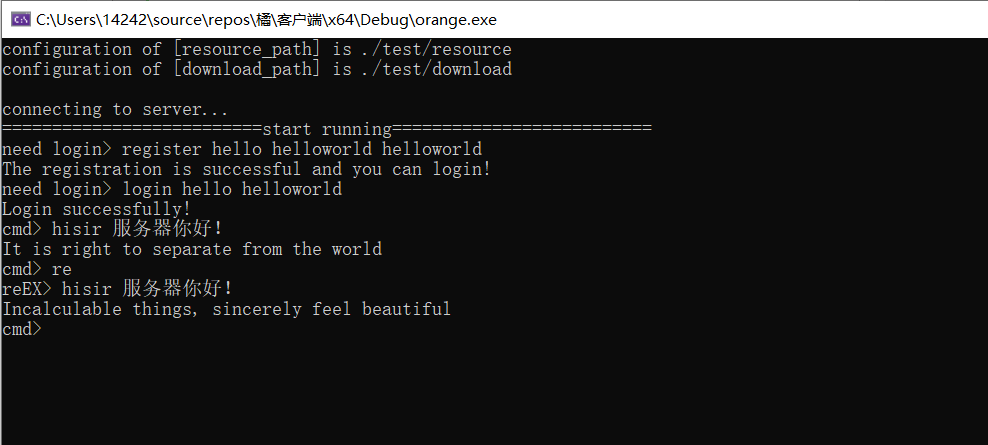 C:\Users\14242\source\repos\橘\客户端\x64\Debug\orange.exe
configuration of [resource_path] is ./test/resource
configuration of [download_path] is ./test/download
connecting to server...
==========================start running==========================
need login> register hello helloworld helloworld
The registration is successful and you can login!
need login> login hello helloworld
Login successfully!
cmd> hisir 服务器你好!
It is right to separate from the world
cmd> re
reEX> hisir 服务器你好!
Incalculable things, sincerely feel beautiful
cmd>